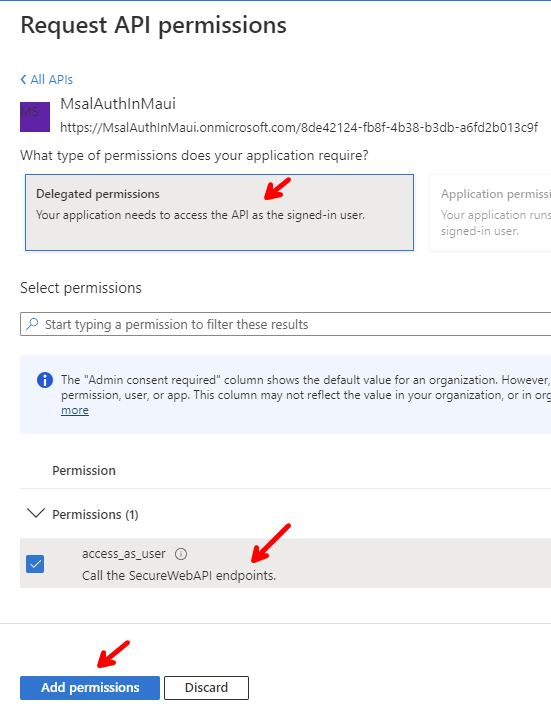 Request API permissions
All APIs
MS
MsalAuthInMaui
https://MsalAuthInMaui.onmicrosoft.com/8de42124-fb8f-4b38-b3db-a6fd2b013c9f
What type of permissions does your application require?
Delegated permissions
Your application needs to access the API as the signed-in user.
Application permissi
Your application runs
signed-in user.
Select permissions
Start typing a permission to filter these results
The "Admin consent required" column shows the default value for an organization. However,
permission, user, or app. This column may not reflect the value in your organization, or in org
more
Permission
Permissions (1)
access_as_user
Call the SecureWebAPI endpoints.
Add permissions
Discard